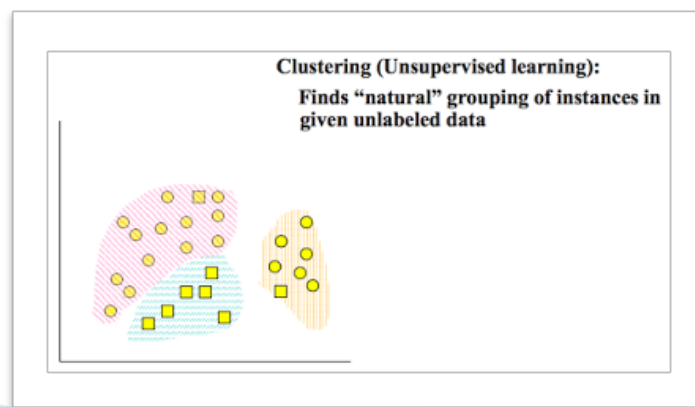 Clustering (Unsupervised learning):
Finds “natural” grouping of instances in
given unlabeled data